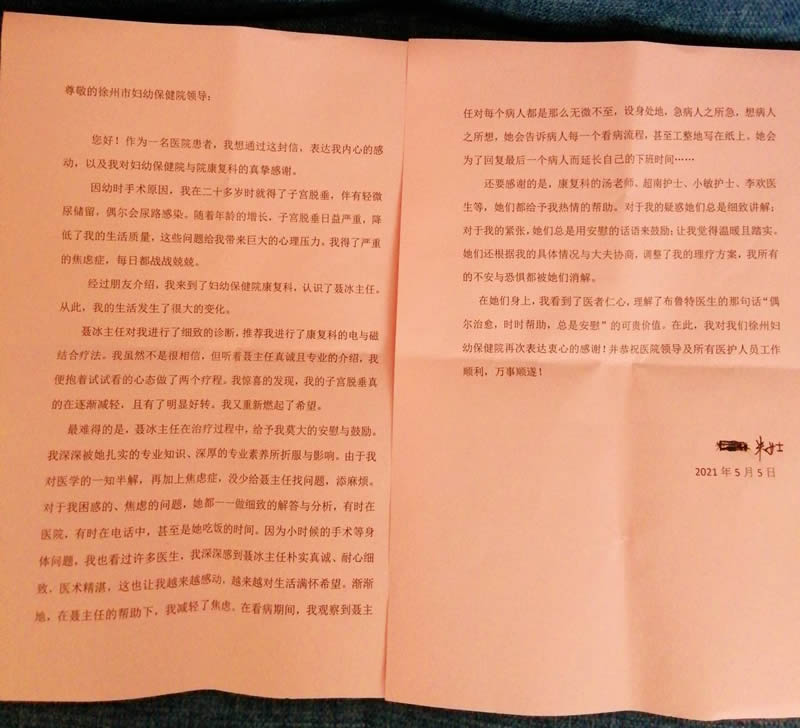 尊敬的徐州市妇幼保健院领导：
您好！作为一名医院患者，我想通过这封信，表达我内心的感
动，以及我对妇幼保健院与院康复科的真挚感谢。
因幼时手术原因，我在二十多岁时就得了子宫脱垂，伴有轻微
尿储留，偶尔会尿路感染。随着年龄的增长，子宫脱垂日益严重，降
低了我的生活质量，这些问题给我带来巨大的心理压力。我得了严重
的焦虑症，每日都战战兢兢。
经过朋友介绍，我来到了妇幼保健院康复科，认识了聂冰主任。
从此，我的生活发生了很大的变化。
聂冰主任对我进行了细致的诊断，推荐我进行了康复科的电与磁
结合疗法。我虽然不是很相信，但听着聂主任真诚且专业的介绍，我
便抱着试试看的心态做了两个疗程。我惊喜的发现，我的子宫脱垂真
的在逐渐减轻，且有了明显好转。我又重新燃起了希望。
最难得的是，聂冰主任在治疗过程中，给予我莫大的安慰与鼓励。
我深深被她扎实的专业知识、深厚的专业素养所折服与影响。由于我
对医学的一知半解，再加上焦虑症，没少给聂主任找问题，添麻烦。
对于我困惑的、焦虑的问题，她都一一做细致的解答与分析，有时在
医院，有时在电话中，甚至是她吃饭的时间。因为小时候的手术等身
体问题，我也看过许多医生，我深深感到聂冰主任朴实真诚、耐心细
致，医术精湛，这也让我越来越感动，越来越对生活满怀希望。渐渐
地，在聂主任的帮助下，我减轻了焦虑。在看病期间，我观察到聂主
任对每个病人都是那么无微不至，设身处地，急病人之所急，想病人
之所想，她会告诉病人每一个看病流程，甚至工整地写在纸上。她会
为了回复最后一个病人而延长自己的下班时间……
还要感谢的是，康复科的汤老师、超南护士、小敏护士、李欢医
生等，她们都给予我热情的帮助。对于我的疑惑她们总是细致讲解；
对于我的紧张，她们总是用安慰的话语来鼓励；让我觉得温暖且踏实。
她们还根据我的具体情况与大夫协商，调整了我的理疗方案，我所有
的不安与恐惧都被她们消解。
在她们身上，我看到了医者仁心，理解了布鲁特医生的那句话“偶
尔治愈，时时帮助，总是安慰”的可贵价值。在此，我对我们徐州妇
幼保健院再次表达衷心的感谢！并恭祝医院领导及所有医护人员工作
顺利，万事顺遂！
女士
2021 年 5 月 5 日